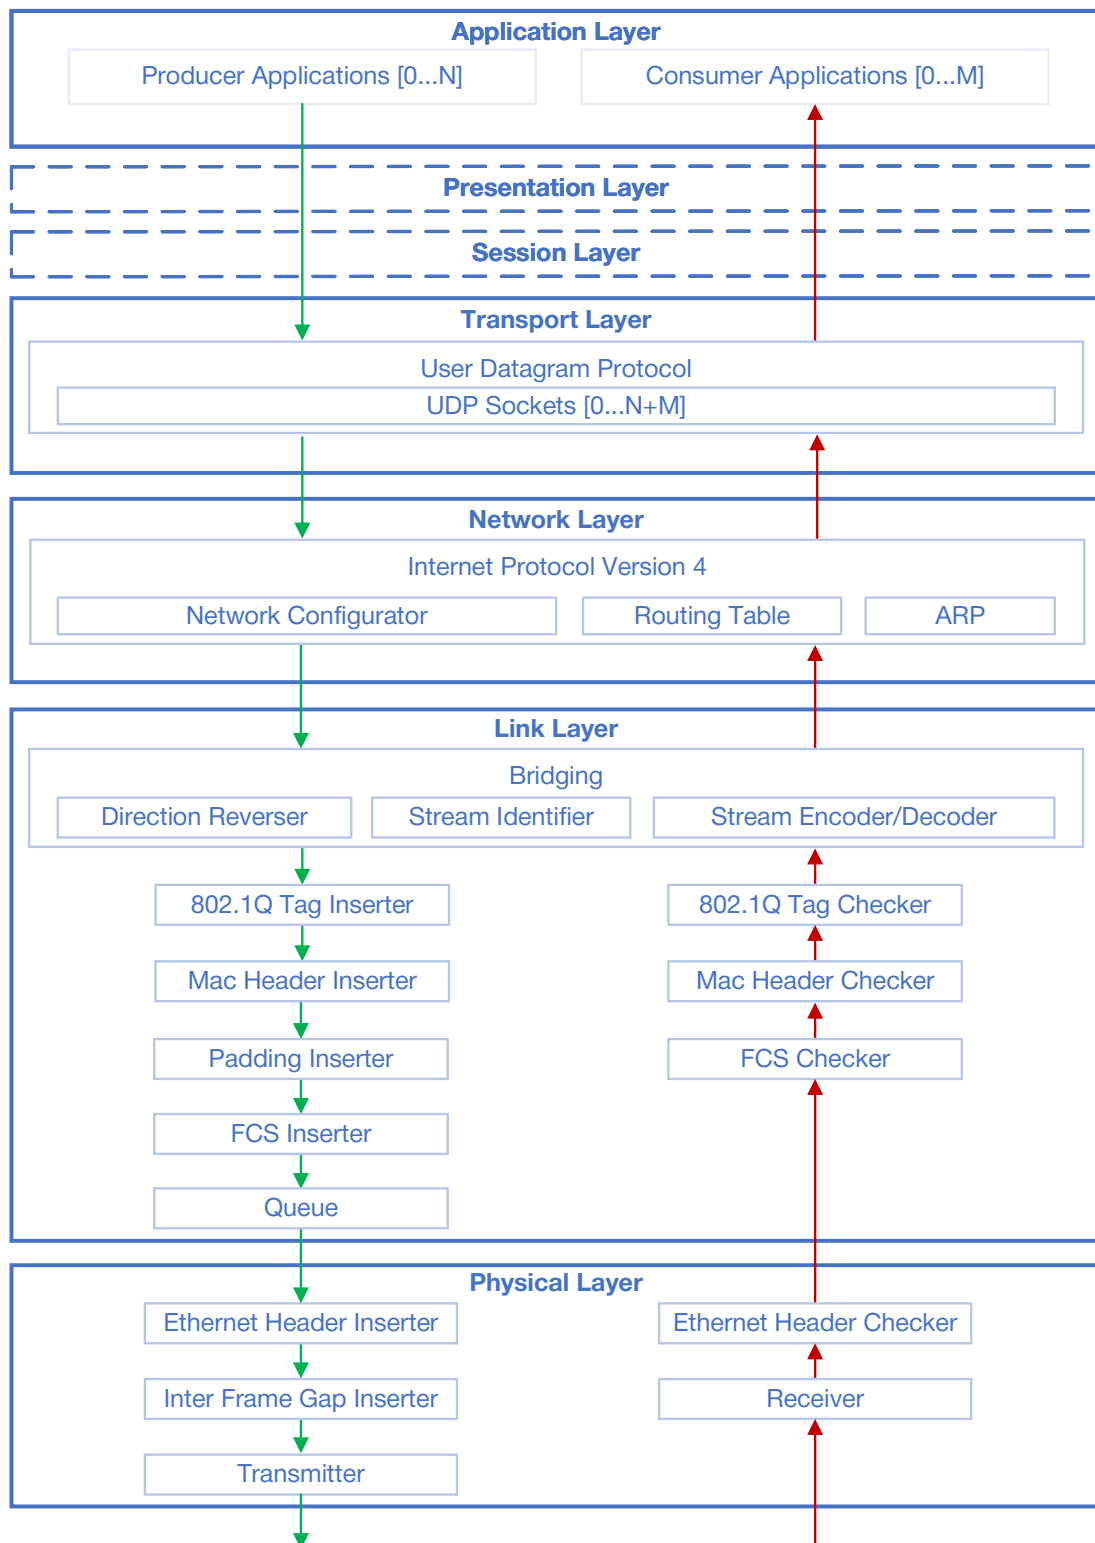 Application Layer
Producer Applications [0...N]
Consumer Applications [0...M]
Presentation Layer
Session Layer
Transport Layer
User Datagram Protocol
UDP Sockets [0...N+M]
Network Layer
Internet Protocol Version 4
Network Configurator
Routing Table
ARP
Link Layer
Bridging
Direction Reverser
Stream Identifier
Stream Encoder/Decoder
802.1Q Tag Inserter
802.1Q Tag Checker
Mac Header Inserter
Mac Header Checker
Padding Inserter
FCS Checker
FCS Inserter
Queue
Physical Layer
Ethernet Header Inserter
Ethernet Header Checker
Inter Frame Gap Inserter
Receiver
Transmitter